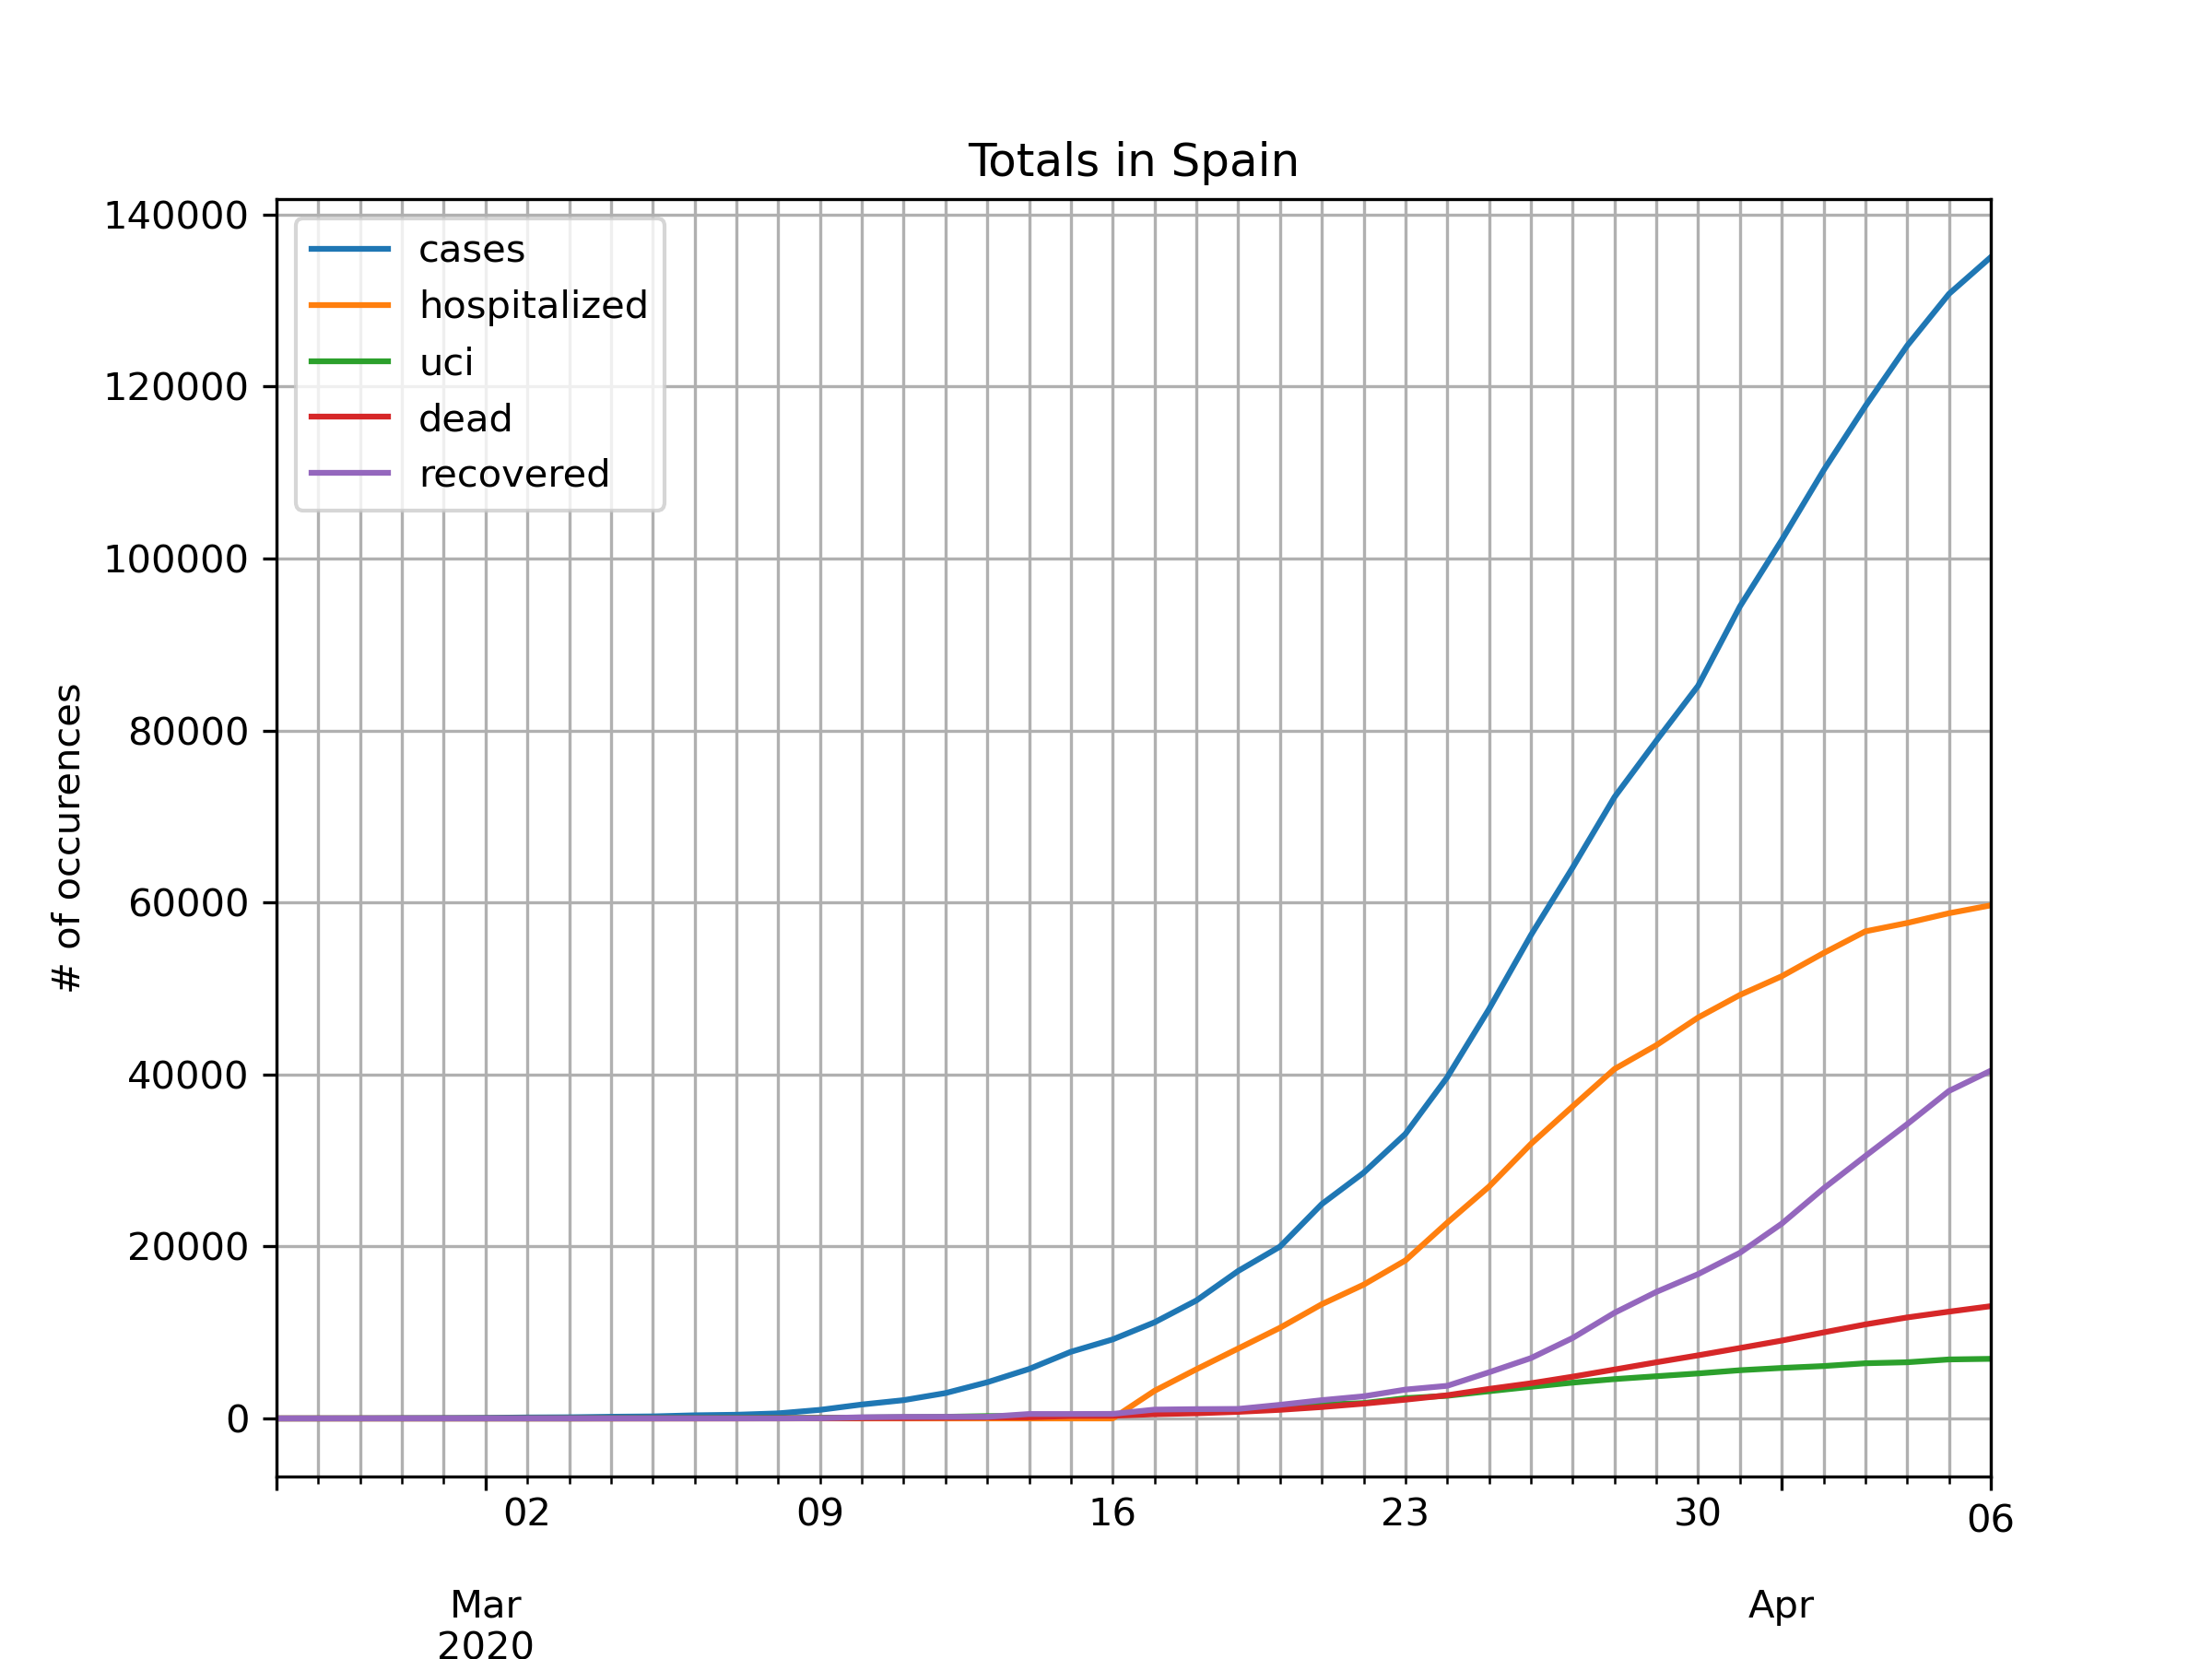 Totals in Spain
140000
120000
100000
80000
60000
40000
20000
0
# of occurences
cases
hospitalized
uci
dead
recovered
02 09 16 23 30 06
Mar Apr
2020